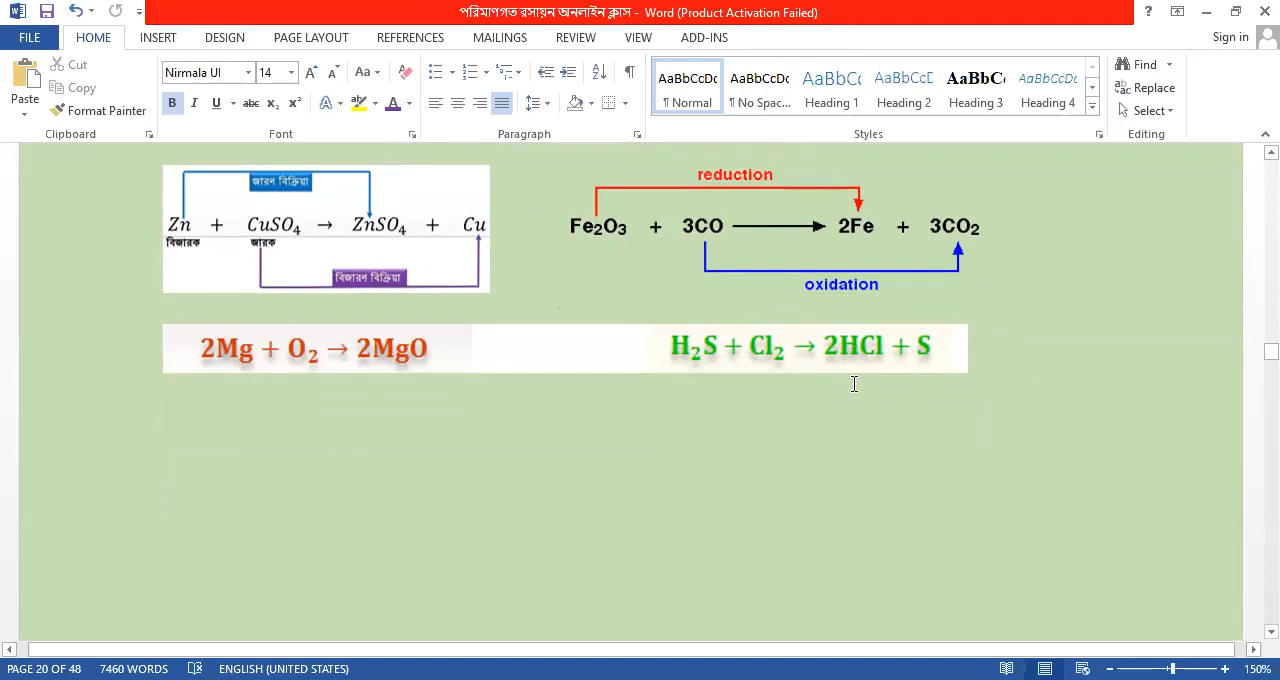 পরিমাণগত রসায়ন অনলাইন ক্লাস - Word (Product Activation Failed)
FILE HOME INSERT DESIGN PAGE LAYOUT REFERENCES MAILINGS REVIEW VIEW ADD-INS Sign in
Paste
Cut
Copy
Format Painter
Clipboard
Nirmala UI 14
Font
Paragraph
AaBbCcDc AaBbCcDc AaBbCc AaBbCcD AaBbC AaBbCcDc
¶ Normal ¶ No Spac... Heading 1 Heading 2 Heading 3 Heading 4
Styles
Find
Replace
Select
Editing
জারণ বিক্রিয়া
Zn + CuSO₄ → ZnSO₄ + Cu
বিজারক জারক
বিজারণ বিক্রিয়া
reduction
Fe₂O₃ + 3CO → 2Fe + 3CO₂
oxidation
2Mg + O₂ → 2MgO
H₂S + Cl₂ → 2HCl + S
PAGE 20 OF 48 7460 WORDS ENGLISH (UNITED STATES) 150%